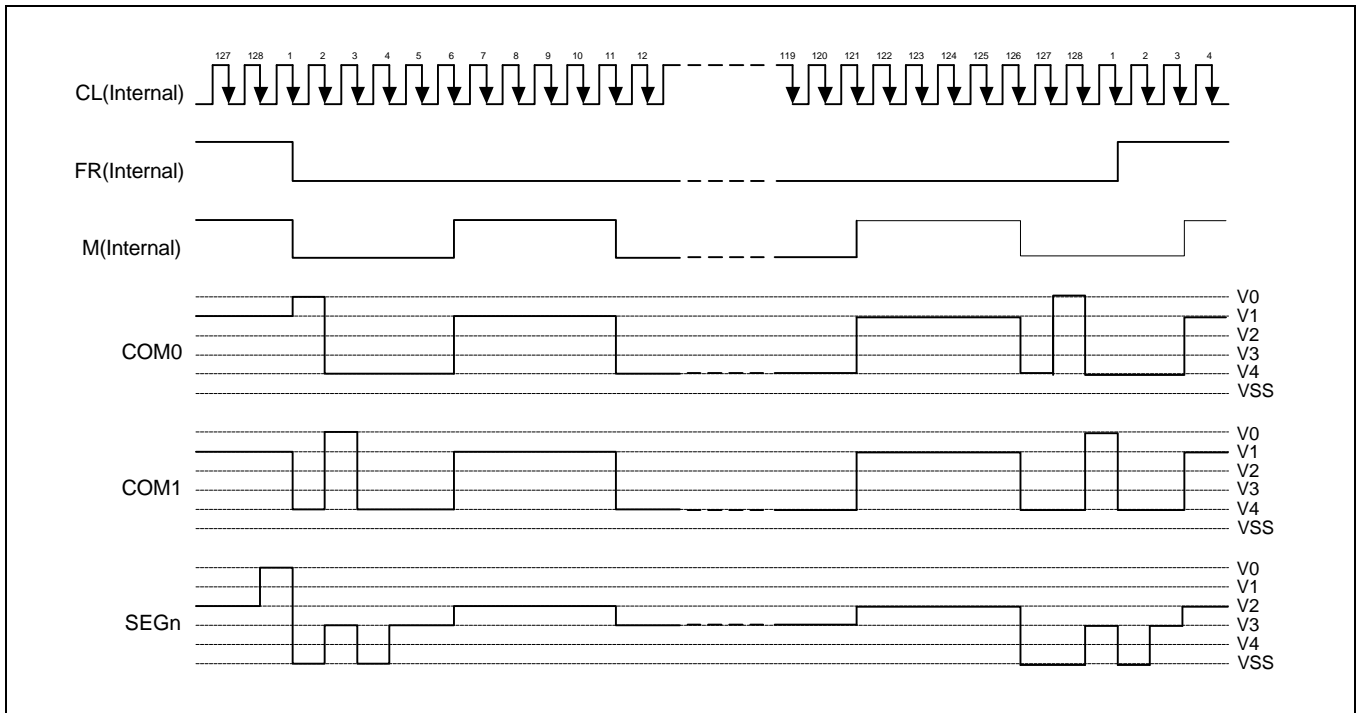 127 128 1 2 3 4 5 6 7 8 9 10 11 12 119 120 121 122 123 124 125 126 127 128 1 2 3 4
CL(Internal)
FR(Internal)
M(Internal)
COM0
V0
V1
V2
V3
V4
VSS
COM1
V0
V1
V2
V3
V4
VSS
SEGn
V0
V1
V2
V3
V4
VSS